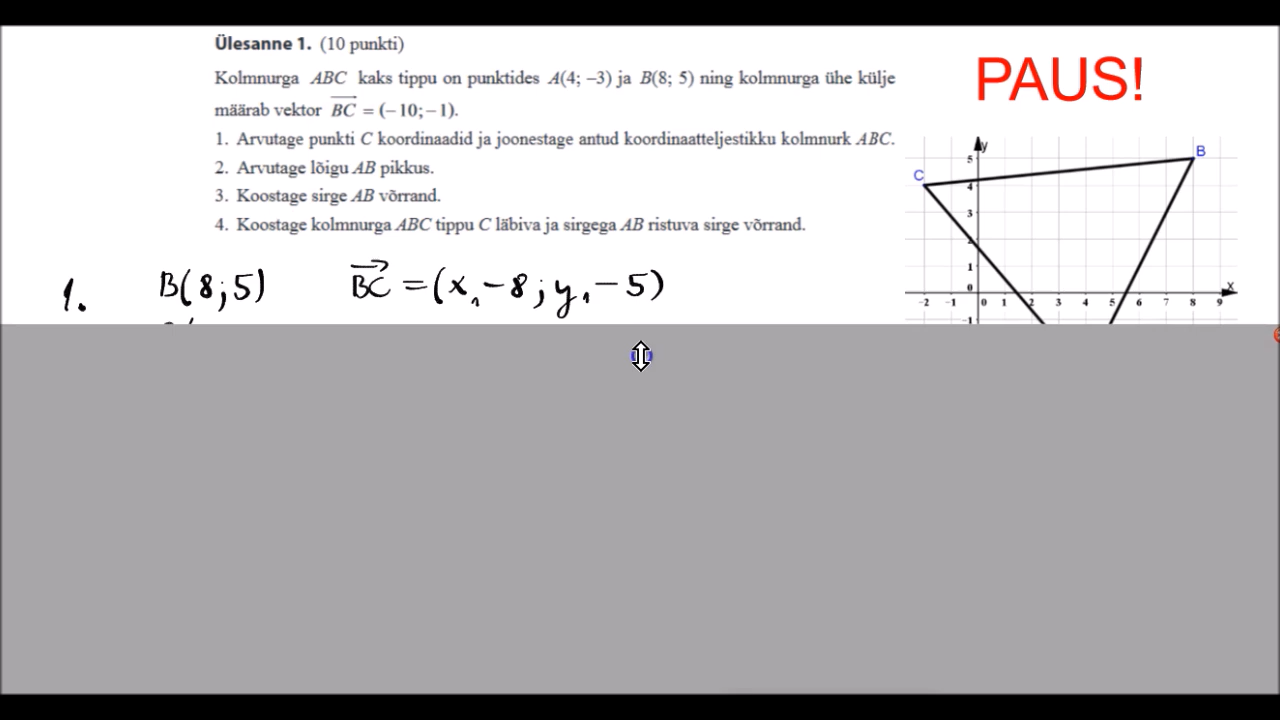 Ülesanne 1. (10 punkti)
PAUS!
Kolmnurga ABC kaks tippu on punktides A(4; −3) ja B(8; 5) ning kolmnurga ühe külje
määrab vektor BC = (−10; −1).
1. Arvutage punkti C koordinaadid ja joonestage antud koordinaatteljestikku kolmnurk ABC.
2. Arvutage lõigu AB pikkus.
3. Koostage sirge AB võrrand.
4. Koostage kolmnurga ABC tippu C läbiva ja sirgega AB ristuva sirge võrrand.
y
B
5
C
4
3
2
1
0
x
-2 -1 0 1 2 3 4 5 6 7 8 9
-1
1. B(8;5) BC = (x₁ − 8 ; y₁ − 5)